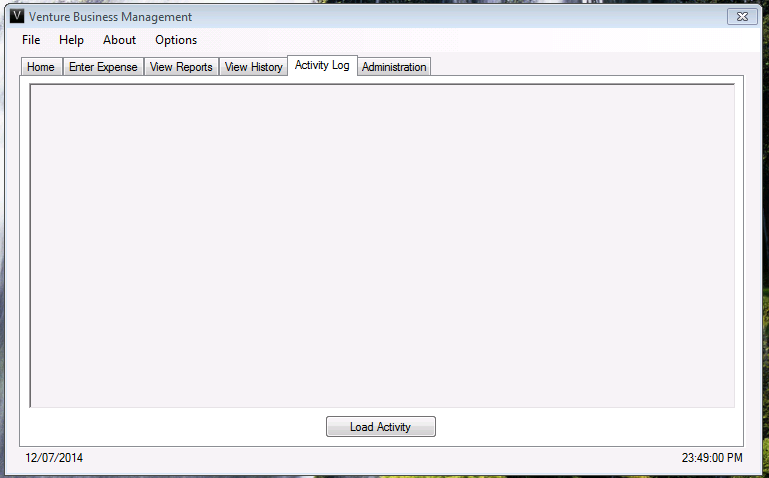 V Venture Business Management
File Help About Options
Home Enter Expense View Reports View History Activity Log Administration
Load Activity
12/07/2014 23:49:00 PM